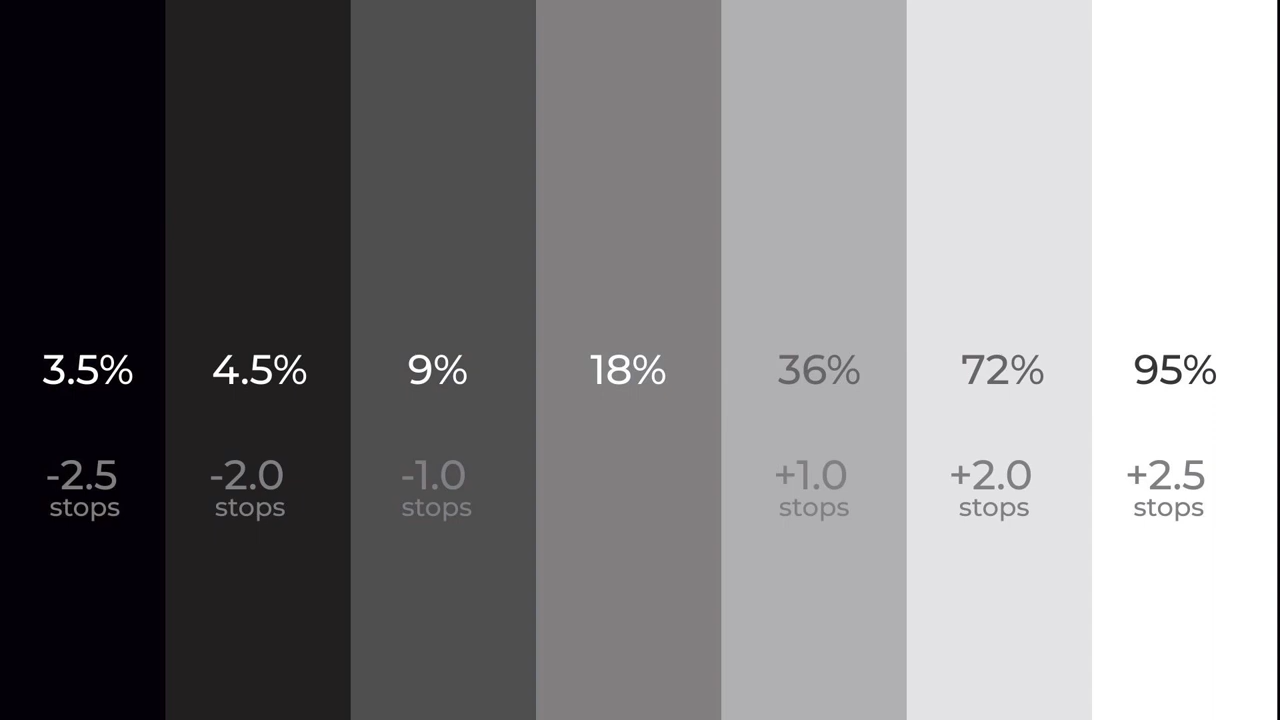 3.5% 4.5% 9% 18% 36% 72% 95%
-2.5 -2.0 -1.0 +1.0 +2.0 +2.5
stops stops stops stops stops stops